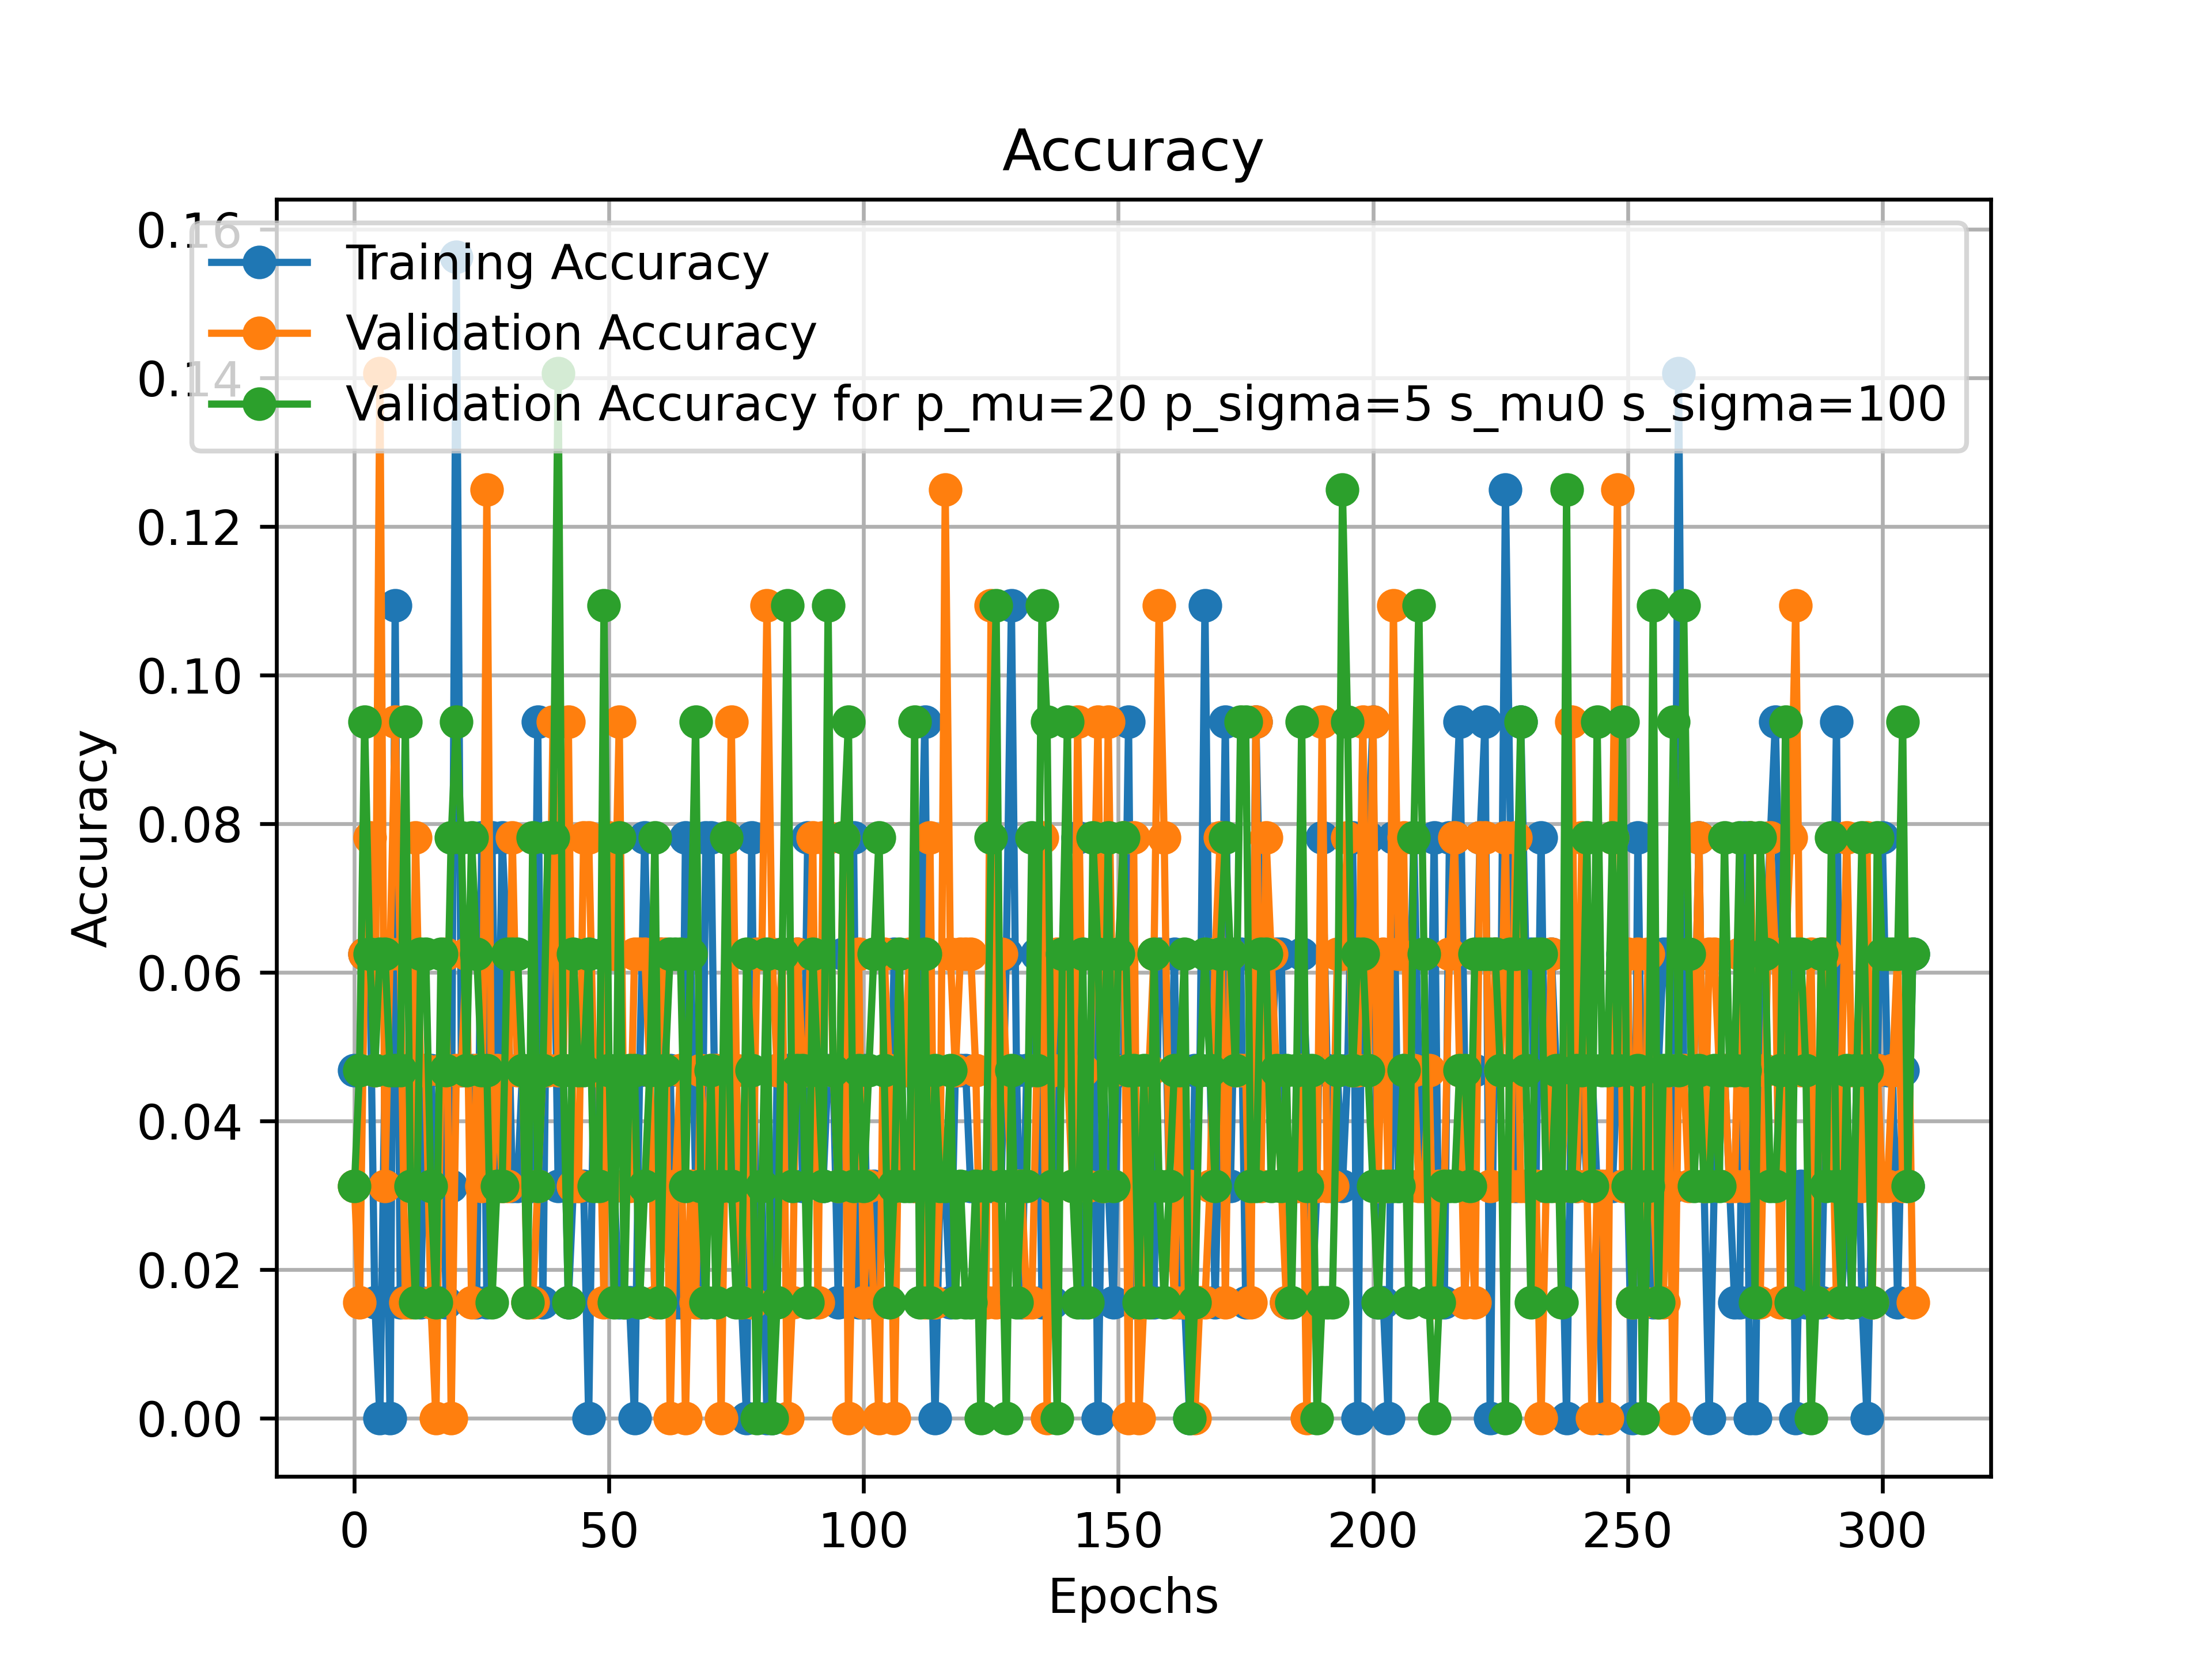 Accuracy
0.16
Training Accuracy
Validation Accuracy
0.14
Validation Accuracy for p_mu=20 p_sigma=5 s_mu0 s_sigma=100
0.12
0.10
0.08
0.06
0.04
0.02
0.00
Accuracy
0 50 100 150 200 250 300
Epochs